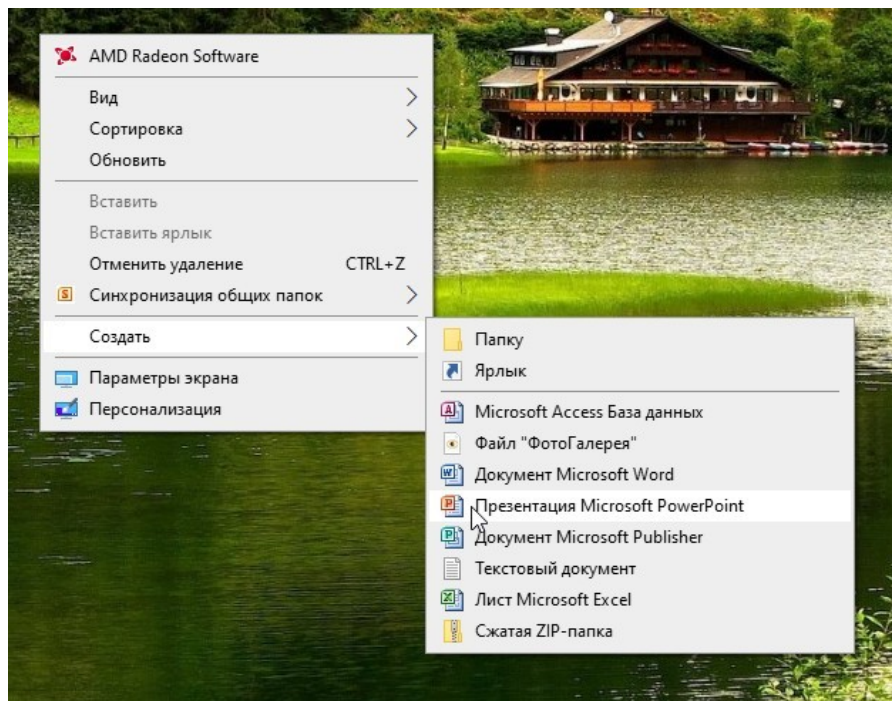 AMD Radeon Software
Вид
Сортировка
Обновить
Вставить
Вставить ярлык
Отменить удаление CTRL+Z
Синхронизация общих папок
Создать
Параметры экрана
Персонализация
Папку
Ярлык
Microsoft Access База данных
Файл "ФотоГалерея"
Документ Microsoft Word
Презентация Microsoft PowerPoint
Документ Microsoft Publisher
Текстовый документ
Лист Microsoft Excel
Сжатая ZIP-папка